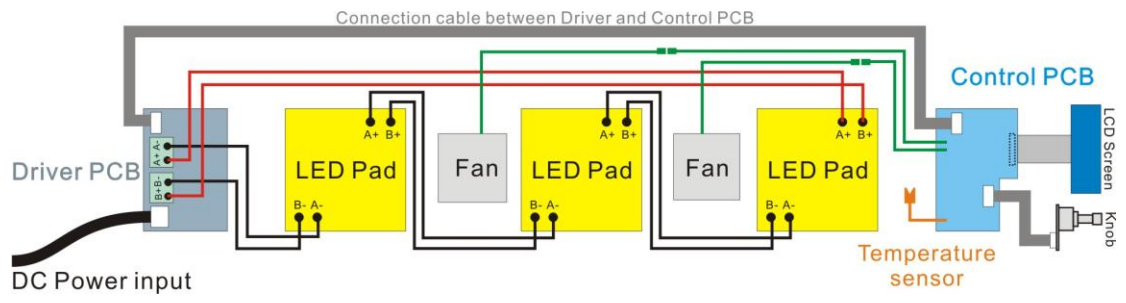 Connection cable between Driver and Control PCB
Control PCB
LCD Screen
A+ B+
A+ B+
A+ B+
A+ A-
B+ B-
Driver PCB
LED Pad
Fan
LED Pad
Fan
LED Pad
B- A-
B- A-
B- A-
Knob
Temperature
sensor
DC Power input